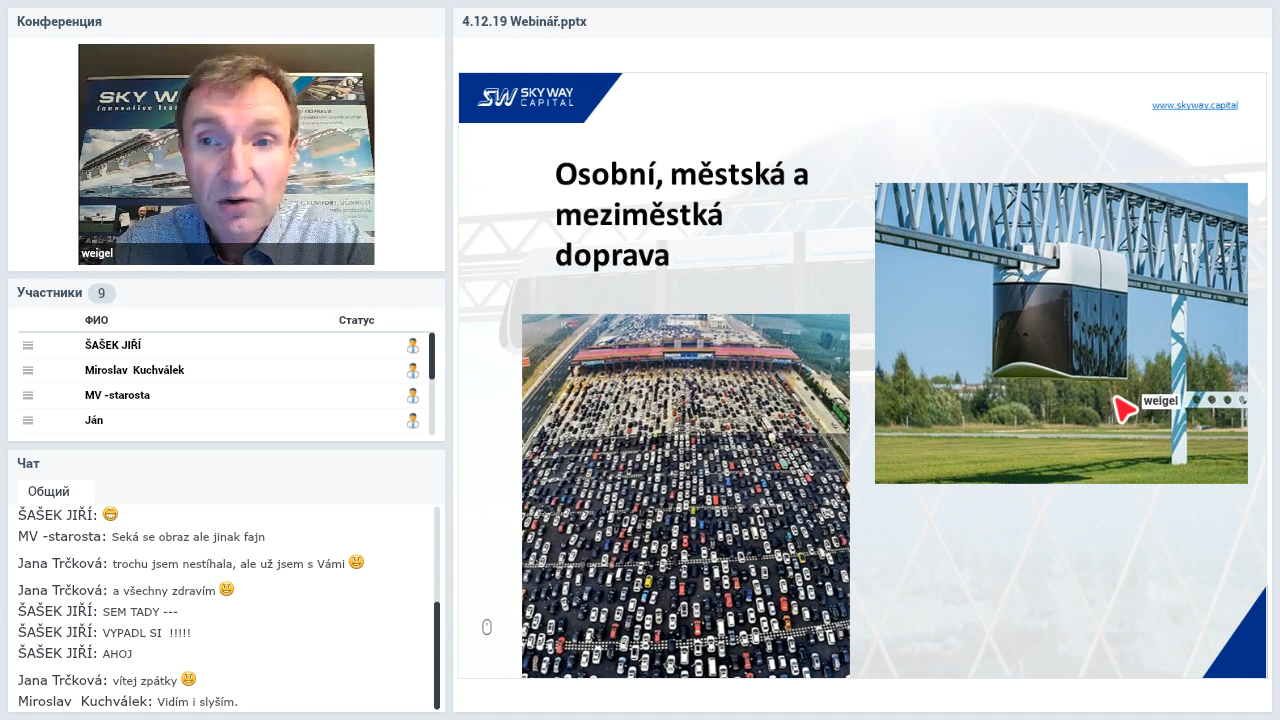 Конференция
SKY W
weigel
Участники 9
ФИО Статус
ŠAŠEK JIŘÍ
Miroslav Kuchválek
MV -starosta
Ján
Чат
Общий
ŠAŠEK JIŘÍ:
MV -starosta: Seká se obraz ale jinak fajn
Jana Trčková: trochu jsem nestíhala, ale už jsem s Vámi
Jana Trčková: a všechny zdravím
ŠAŠEK JIŘÍ: SEM TADY ---
ŠAŠEK JIŘÍ: VYPADL SI !!!!!
ŠAŠEK JIŘÍ: AHOJ
Jana Trčková: vítej zpátky
Miroslav Kuchválek: Vidím i slyším.
4.12.19 Webinář.pptx
SW SKY WAY
CAPITAL
www.skyway.capital
Osobní, městská a
meziměstká
doprava
weigel